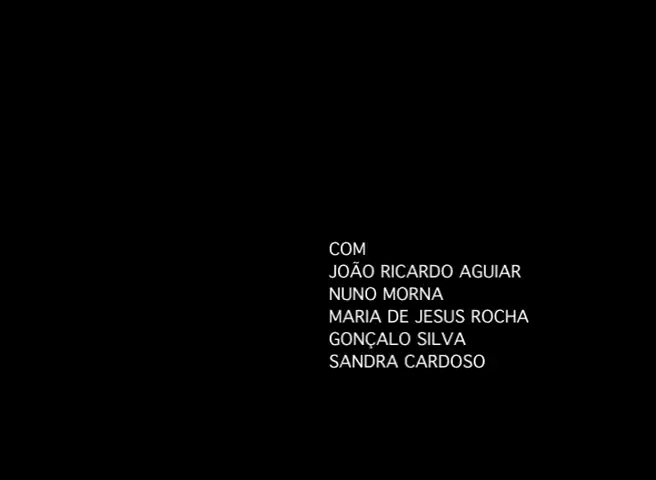 COM
JOÃO RICARDO AGUIAR
NUNO MORNA
MARIA DE JESUS ROCHA
GONÇALO SILVA
SANDRA CARDOSO